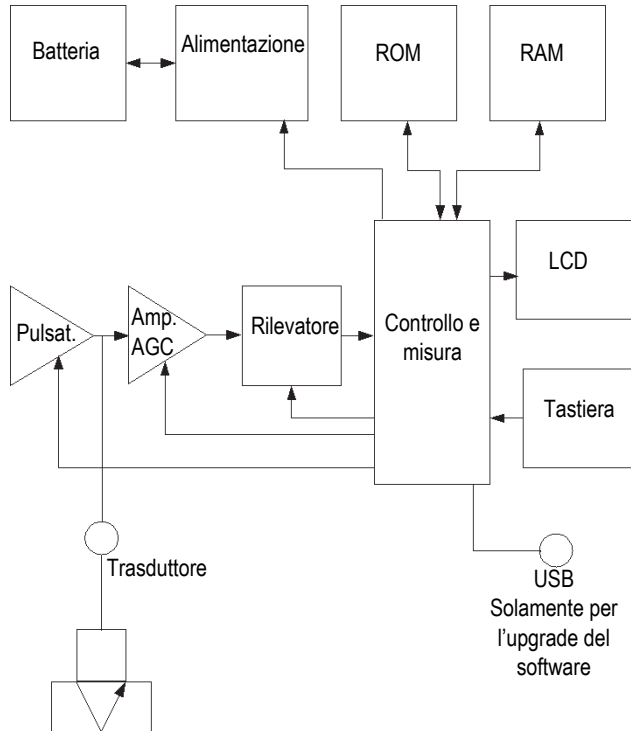 Batteria
Alimentazione
ROM
RAM
LCD
Pulsat.
Amp.
AGC
Rilevatore
Controllo e
misura
Tastiera
Trasduttore
USB
Solamente per
l'upgrade del
software